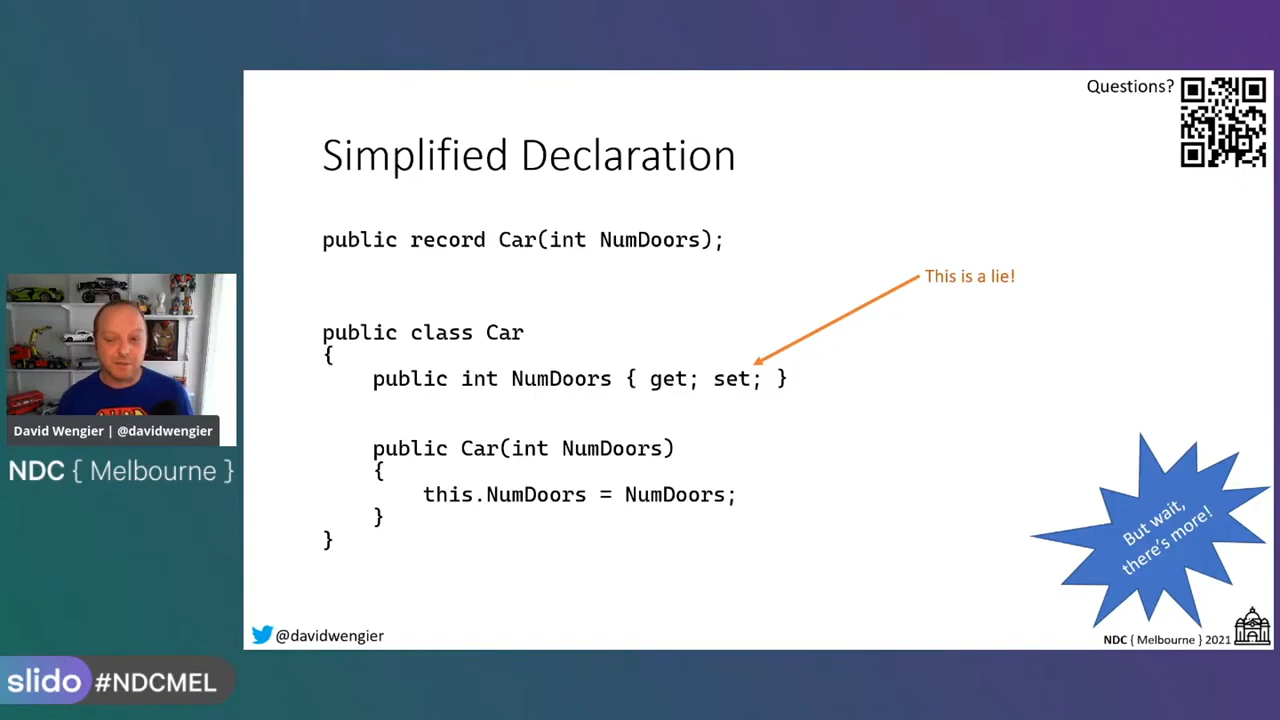 Questions?
Simplified Declaration
public record Car(int NumDoors);
This is a lie!
public class Car
{
public int NumDoors { get; set; }
public Car(int NumDoors)
{
this.NumDoors = NumDoors;
}
}
But wait,
there's more!
@davidwengier
NDC { Melbourne } 2021
David Wengier | @davidwengier
NDC { Melbourne }
slido #NDCMEL